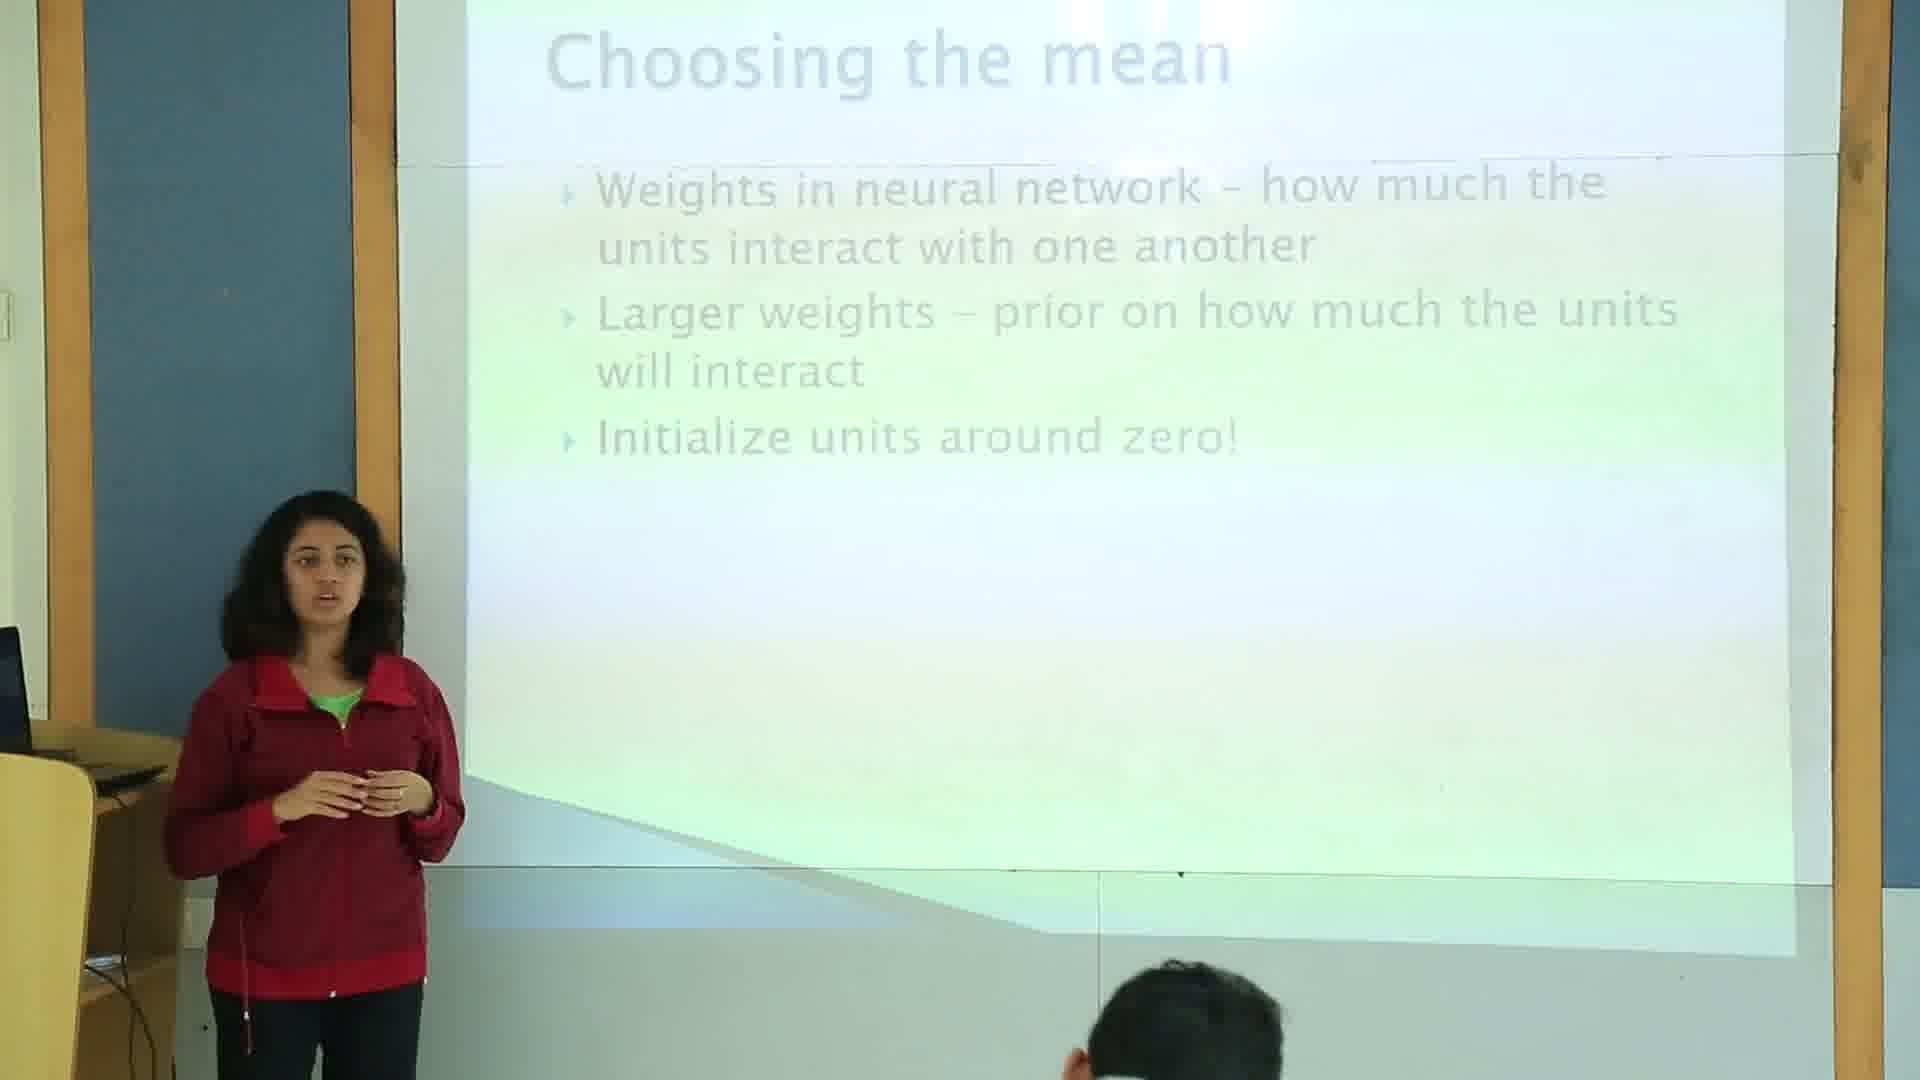 Choosing the mean
Weights in neural network – how much the
units interact with one another
Larger weights – prior on how much the units
will interact
Initialize units around zero!